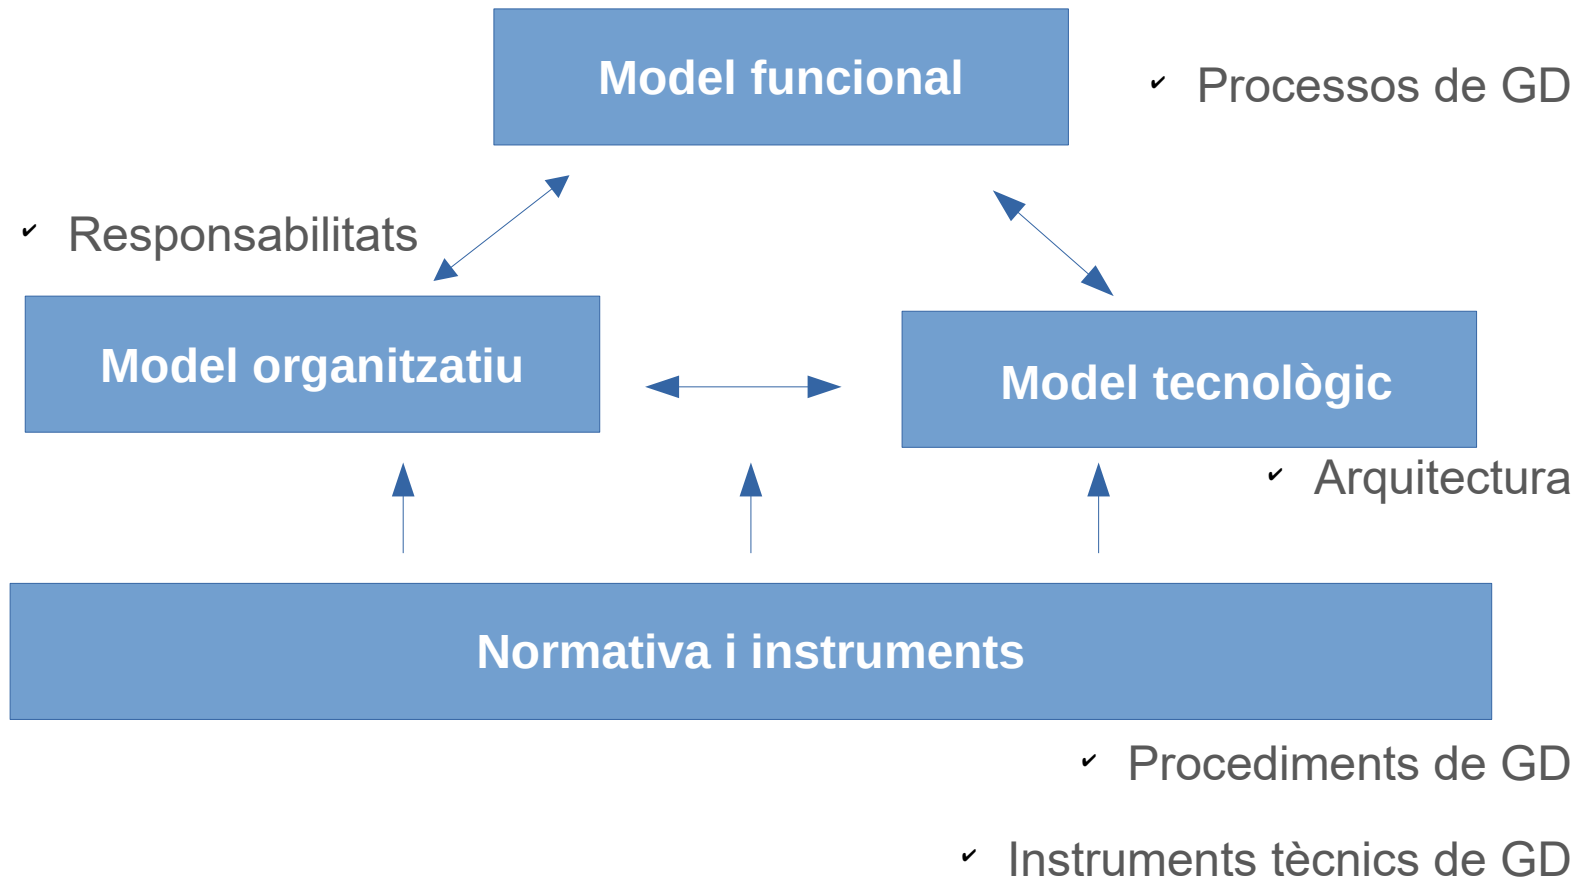 Model funcional
✔ Processos de GD
✔ Responsabilitats
Model organitzatiu
Model tecnològic
✔ Arquitectura
Normativa i instruments
✔ Procediments de GD
✔ Instruments tècnics de GD